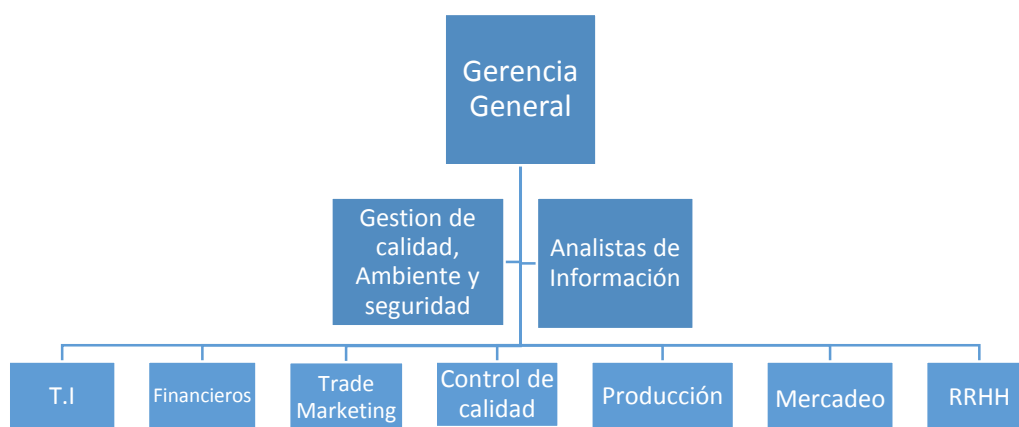 Gerencia
General
Gestion de
calidad,
Ambiente y
seguridad
Analistas de
Información
T.I
Financieros
Trade
Marketing
Control de
calidad
Producción
Mercadeo
RRHH